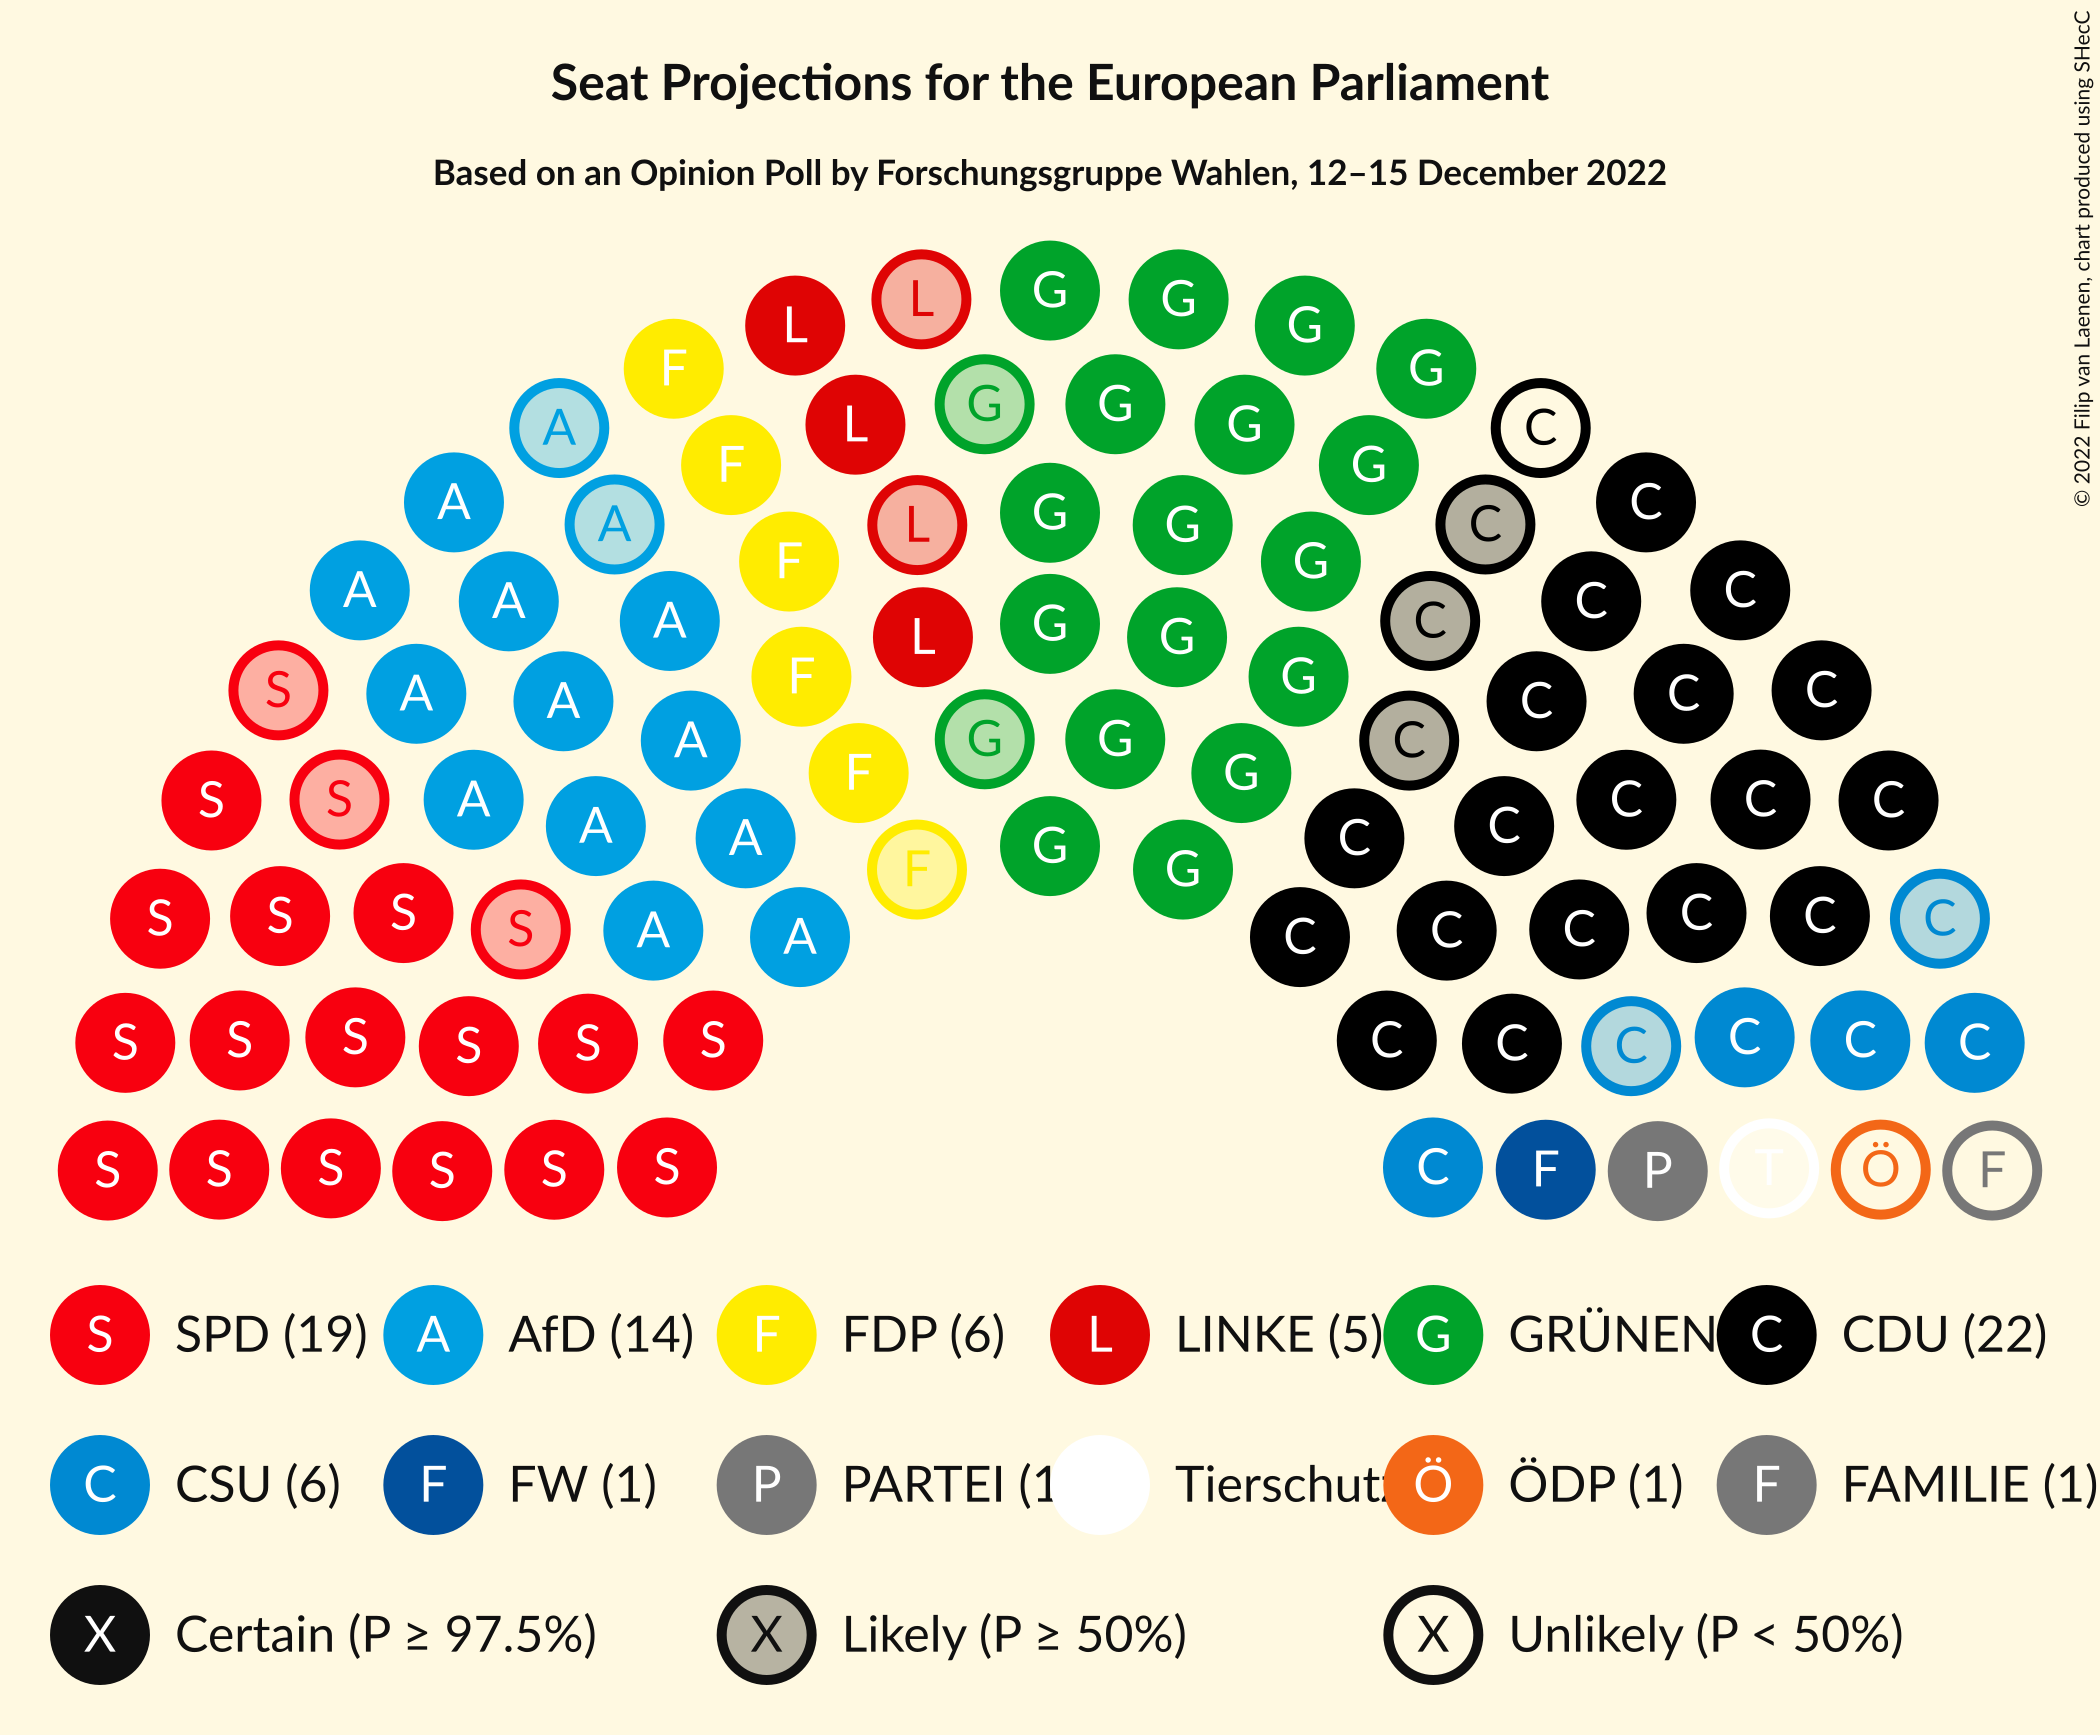 Seat Projections for the European Parliament
Based on an Opinion Poll by Forschungsgruppe Wahlen, 12–15 December 2022
© 2022 Filip van Laenen, chart produced using SHecC
L G G G
L L G
F G G G
A F L G C
A F G C C
A F L G G G C C
A A A F L G G G C C C
S A A A F G G G C C C C
S S A A A F G G C C C C C
S S S S A A F G G C C C C C C
S S S S S S C C C C C C
S S S S S S C F P T Ö F
S SPD (19) A AfD (14) F FDP (6) L LINKE (5) G GRÜNEN C CDU (22)
C CSU (6) F FW (1) P PARTEI (1 Tierschutz Ö ÖDP (1) F FAMILIE (1)
X Certain (P ≥ 97.5%) X Likely (P ≥ 50%) X Unlikely (P < 50%)